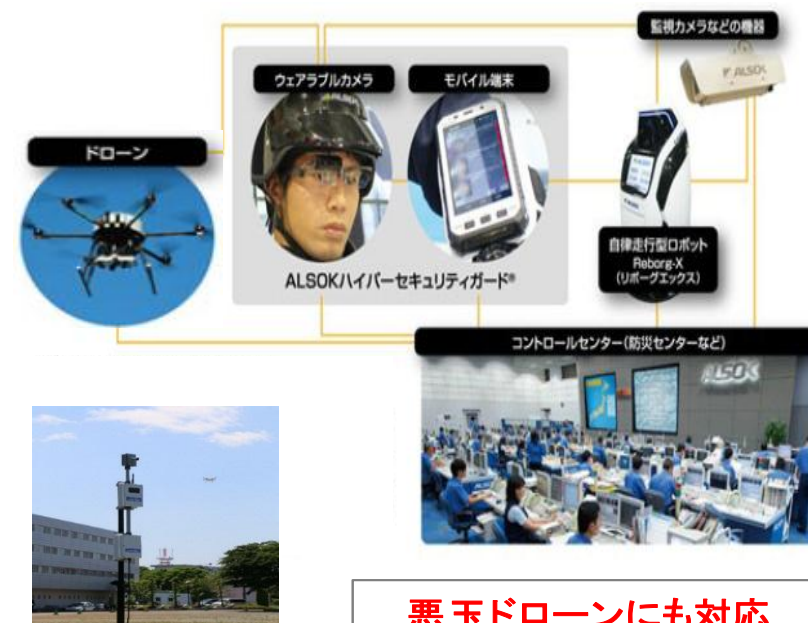 監視カメラなどの機器
ALSOK
ウェアラブルカメラ
モバイル端末
ドローン
自律走行型ロボット
Reborg-X
(リボーグエックス)
ALSOKハイパーセキュリティガード®
コントロールセンター(防災センターなど)
ALSOK
悪玉ドローンにも対応